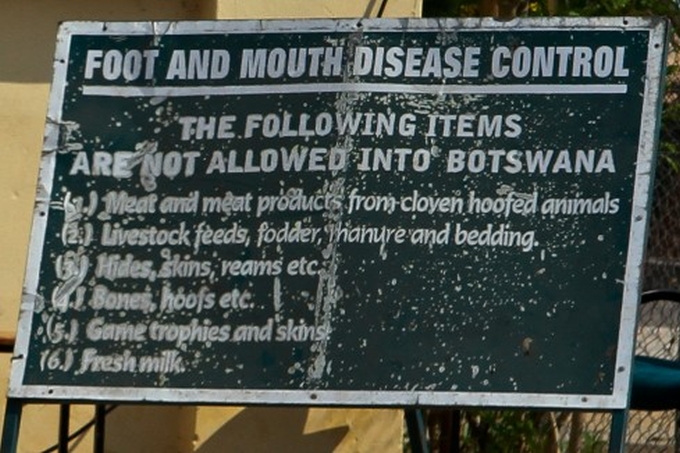 FOOT AND MOUTH DISEASE CONTROL
THE FOLLOWING ITEMS
ARE NOT ALLOWED INTO BOTSWANA
(1.) Meat and meat products from cloven hoofed animals
(2.) Livestock feeds, fodder, manure and bedding.
(3.) Hides, skins, reams etc.
(4.) Bones, hoofs etc.
(5.) Game trophies and skins
(6.) Fresh milk